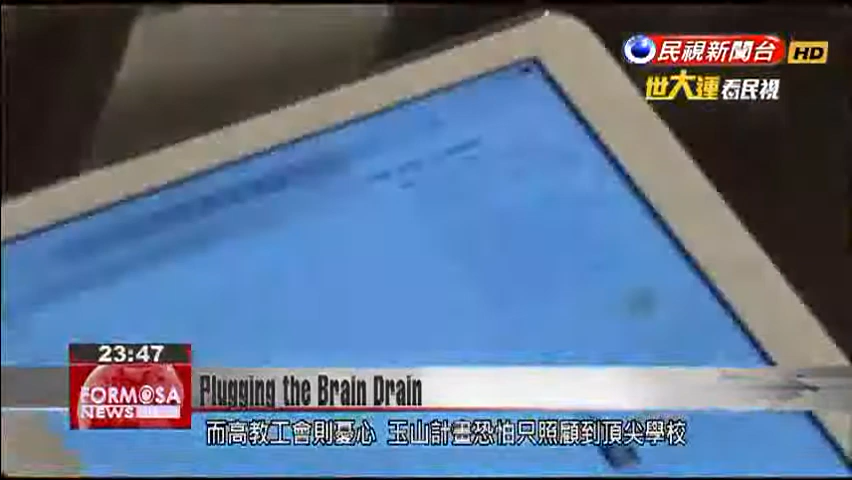 民視新聞台 HD
世大運看民視
23:47
FORMOSA
NEWS
Plugging the Brain Drain
而高教工會則憂心 玉山計畫恐怕只照顧到頂尖學校